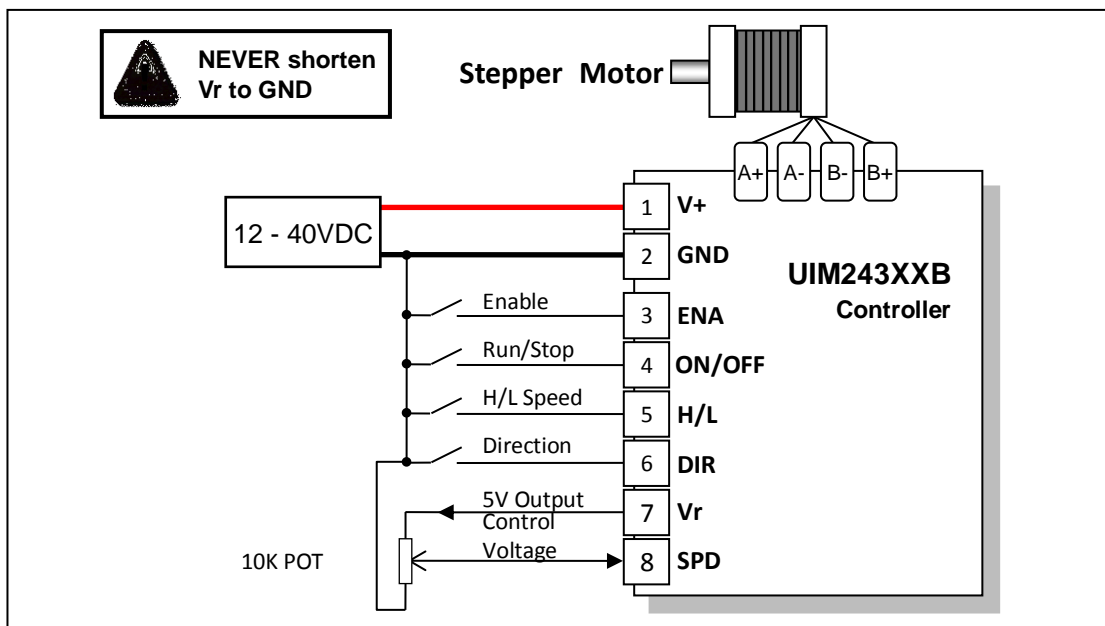 NEVER shorten
Vr to GND
Stepper Motor
A+ A- B- B+
12 - 40VDC
1 V+
2 GND
UIM243XXB
Controller
Enable
3 ENA
Run/Stop
4 ON/OFF
H/L Speed
5 H/L
Direction
6 DIR
5V Output
7 Vr
Control
Voltage
10K POT
8 SPD